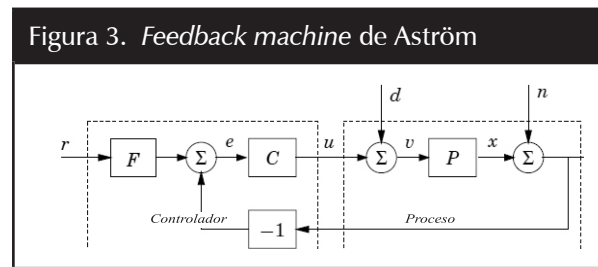 Figura 3. Feedback machine de Aström
d
n
r
F
Σ
e
C
u
Σ
v
P
x
Σ
Controlador
−1
Proceso